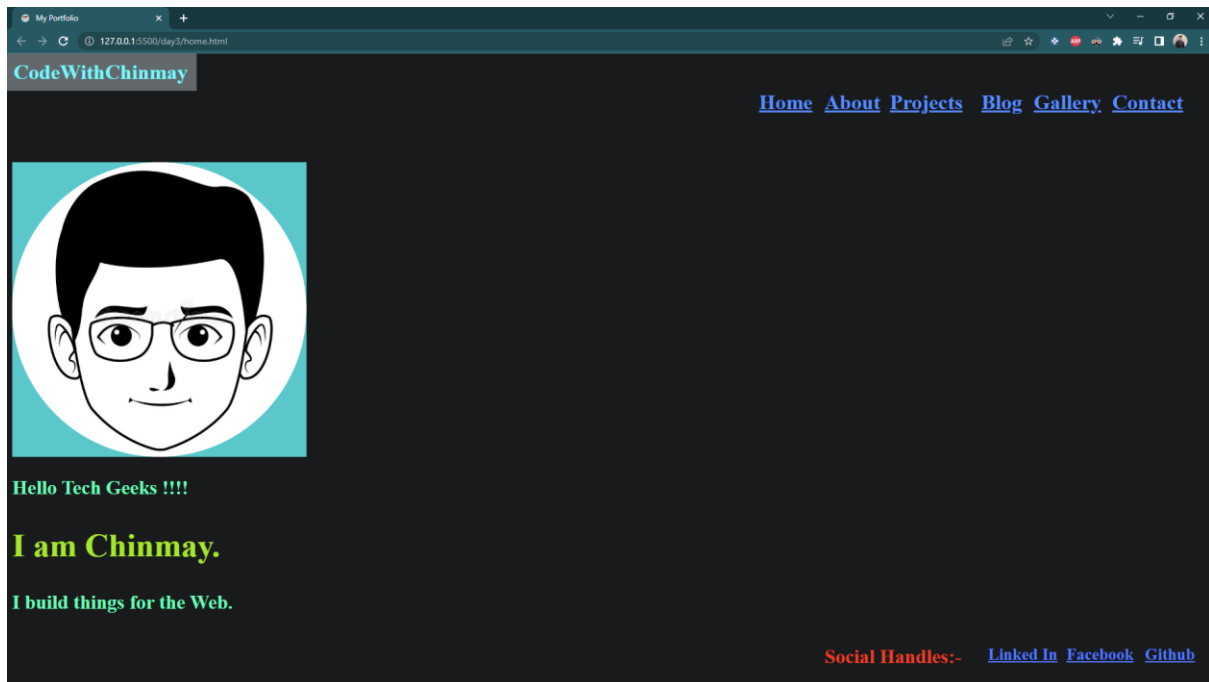 My Portfolio
127.0.0.1:5500/day3/home.html
CodeWithChinmay
Home About Projects Blog Gallery Contact
Hello Tech Geeks !!!!
I am Chinmay.
I build things for the Web.
Social Handles:- Linked In Facebook Github